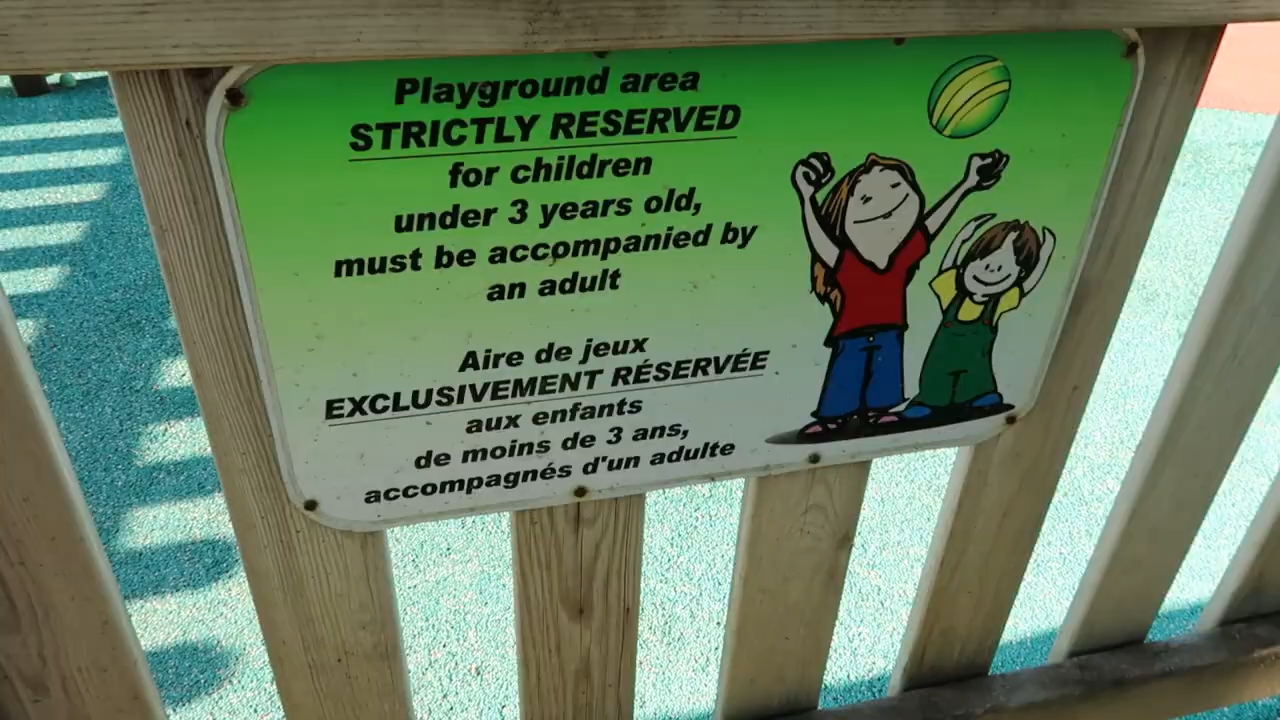 Playground area
STRICTLY RESERVED
for children
under 3 years old,
must be accompanied by
an adult
Aire de jeux
EXCLUSIVEMENT RÉSERVÉE
aux enfants
de moins de 3 ans,
accompagnés d'un adulte